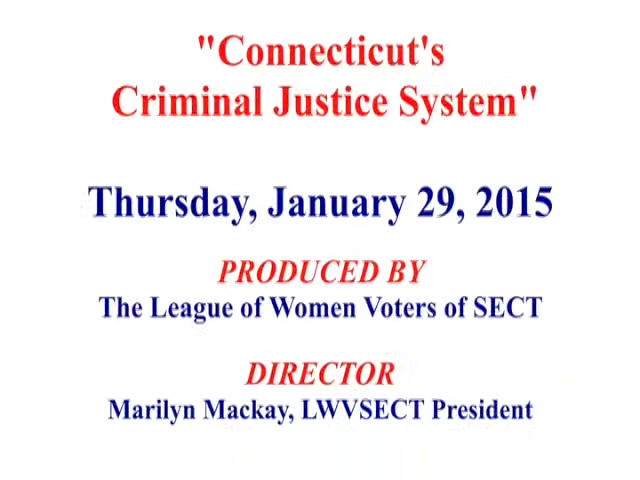 "Connecticut's
Criminal Justice System"
Thursday, January 29, 2015
PRODUCED BY
The League of Women Voters of SECT
DIRECTOR
Marilyn Mackay, LWVSECT President